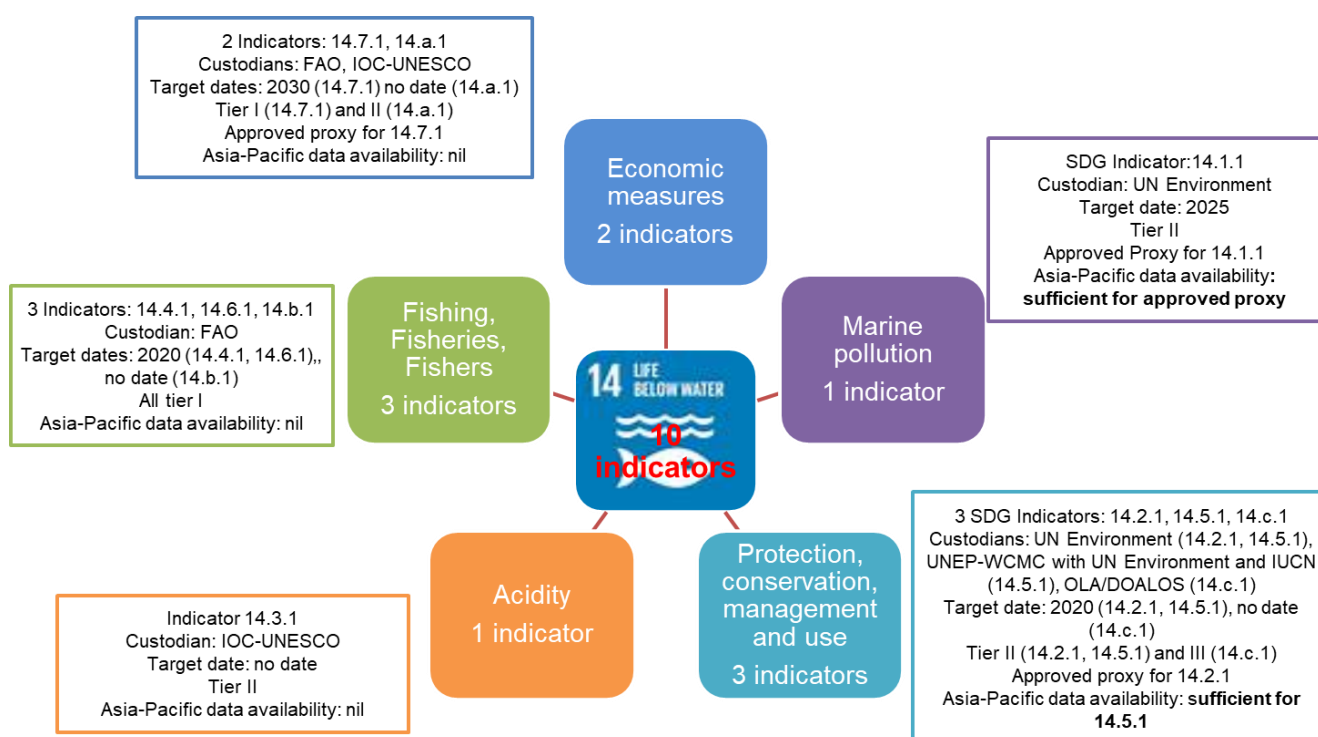 2 Indicators: 14.7.1, 14.a.1
Custodians: FAO, IOC-UNESCO
Target dates: 2030 (14.7.1) no date (14.a.1)
Tier I (14.7.1) and II (14.a.1)
Approved proxy for 14.7.1
Asia-Pacific data availability: nil
Economic
measures
2 indicators
SDG Indicator:14.1.1
Custodian: UN Environment
Target date: 2025
Tier II
Approved Proxy for 14.1.1
Asia-Pacific data availability:
sufficient for approved proxy
3 Indicators: 14.4.1, 14.6.1, 14.b.1
Custodian: FAO
Target dates: 2020 (14.4.1, 14.6.1),,
no date (14.b.1)
All tier I
Asia-Pacific data availability: nil
Fishing,
Fisheries,
Fishers
3 indicators
Marine
pollution
1 indicator
14 LIFE
BELOW WATER
10
indicators
Acidity
1 indicator
Protection,
conservation,
management
and use
3 indicators
Indicator 14.3.1
Custodian: IOC-UNESCO
Target date: no date
Tier II
Asia-Pacific data availability: nil
3 SDG Indicators: 14.2.1, 14.5.1, 14.c.1
Custodians: UN Environment (14.2.1, 14.5.1),
UNEP-WCMC with UN Environment and IUCN
(14.5.1), OLA/DOALOS (14.c.1)
Target date: 2020 (14.2.1, 14.5.1), no date
(14.c.1)
Tier II (14.2.1, 14.5.1) and III (14.c.1)
Approved proxy for 14.2.1
Asia-Pacific data availability: sufficient for
14.5.1